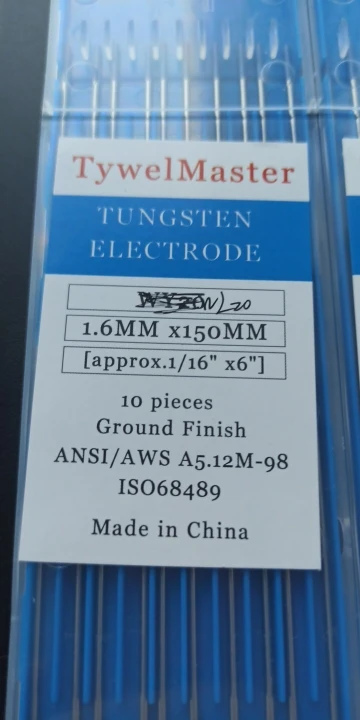 TywelMaster
TUNGSTEN
ELECTRODE
WY20 WL20
1.6MM x150MM
[approx.1/16" x6"]
10 pieces
Ground Finish
ANSI/AWS A5.12M-98
ISO68489
Made in China